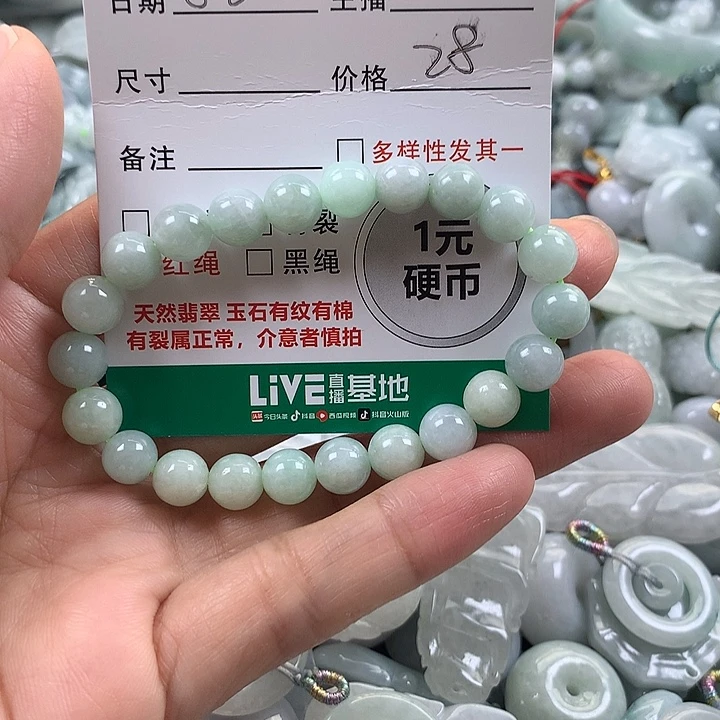 日期 主播
尺寸 价格 28
备注 多样性发其一
裂
红绳 黑绳
1元
硬币
天然翡翠 玉石有纹有棉
有裂属正常，介意者慎拍
LiVE直播基地
头条 今日头条 抖音 西瓜视频 抖音火山版